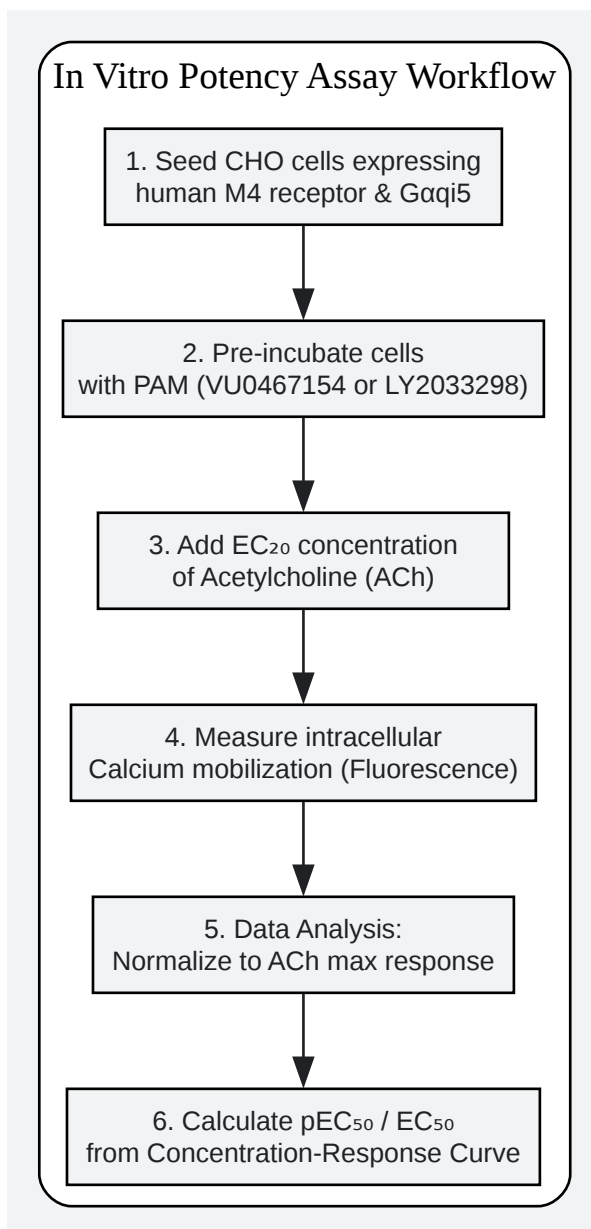 In Vitro Potency Assay Workflow
1. Seed CHO cells expressing
human M4 receptor & Gαqi5
2. Pre-incubate cells
with PAM (VU0467154 or LY2033298)
3. Add EC₂₀ concentration
of Acetylcholine (ACh)
4. Measure intracellular
Calcium mobilization (Fluorescence)
5. Data Analysis:
Normalize to ACh max response
6. Calculate pEC₅₀ / EC₅₀
from Concentration-Response Curve